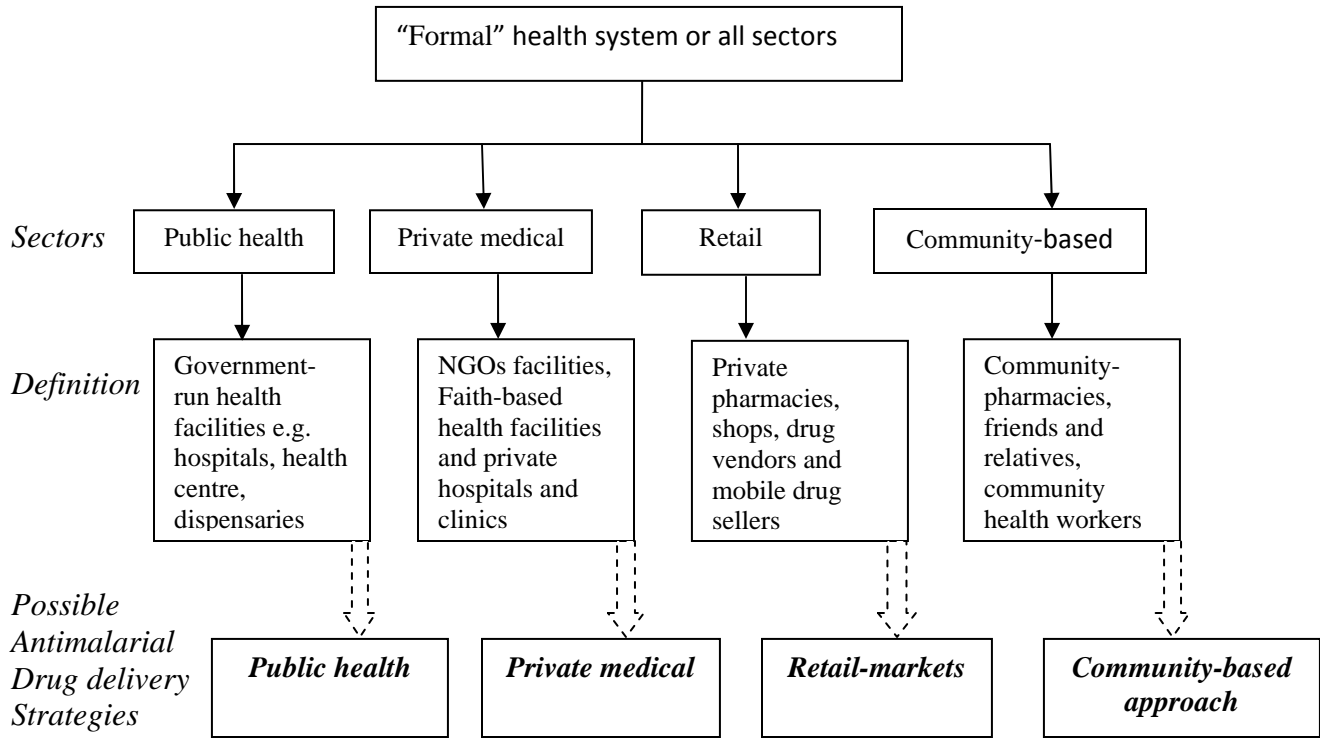 “Formal” health system or all sectors
Sectors
Public health
Private medical
Retail
Community-based
Definition
Government-
run health
facilities e.g.
hospitals, health
centre,
dispensaries
NGOs facilities,
Faith-based
health facilities
and private
hospitals and
clinics
Private
pharmacies,
shops, drug
vendors and
mobile drug
sellers
Community-
pharmacies,
friends and
relatives,
community
health workers
Possible
Antimalarial
Drug delivery
Strategies
Public health
Private medical
Retail-markets
Community-based
approach